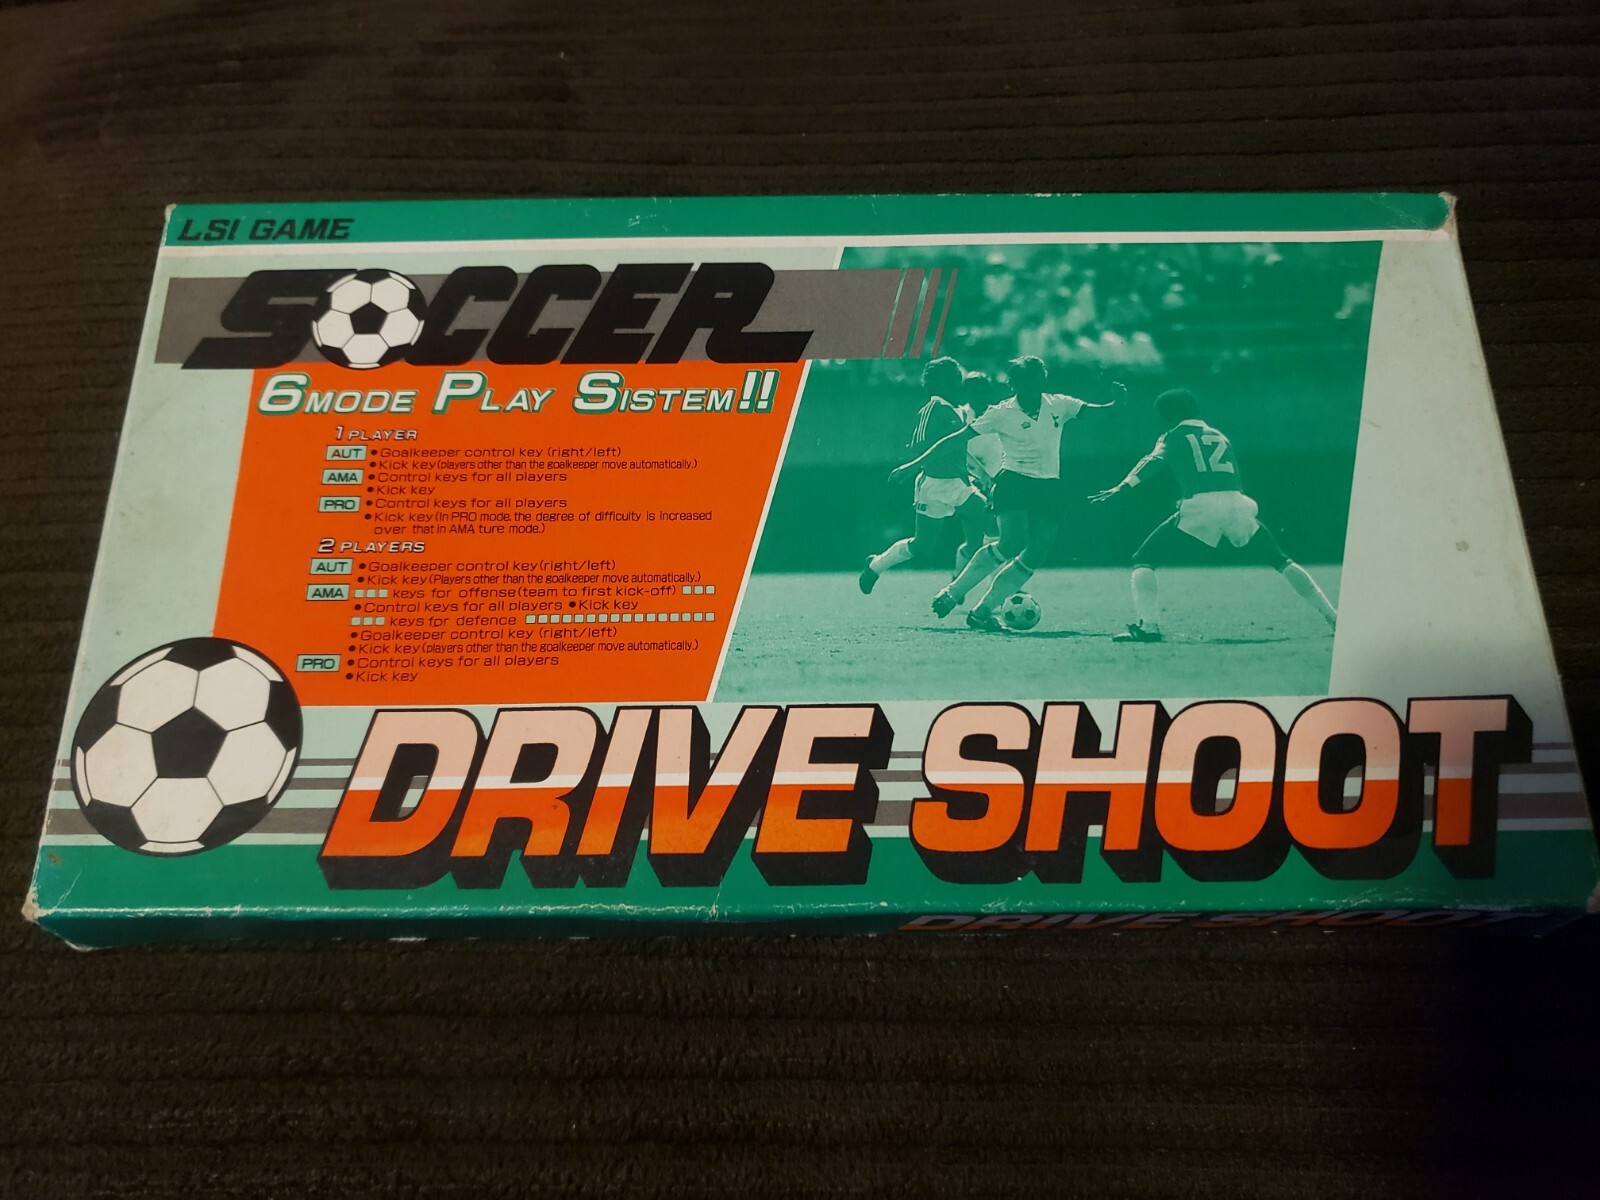 LSI GAME
SOCCER
6 MODE PLAY SISTEM!!
1 PLAYER
AUT •Goalkeeper control key (right/left)
•Kick key (players other than the goalkeeper move automatically.)
AMA •Control keys for all players
•Kick key
PRO •Control keys for all players
•Kick key (In PRO mode, the degree of difficulty is increased
over that in AMA ture mode.)
2 PLAYERS
AUT •Goalkeeper control key (right/left)
•Kick key (Players other than the goalkeeper move automatically.)
AMA keys for offense (team to first kick-off)
•Control keys for all players •Kick key
keys for defence
•Goalkeeper control key (right/left)
•Kick key (players other than the goalkeeper move automatically.)
PRO •Control keys for all players
•Kick key
12
DRIVE SHOOT
DRIVE SHOOT